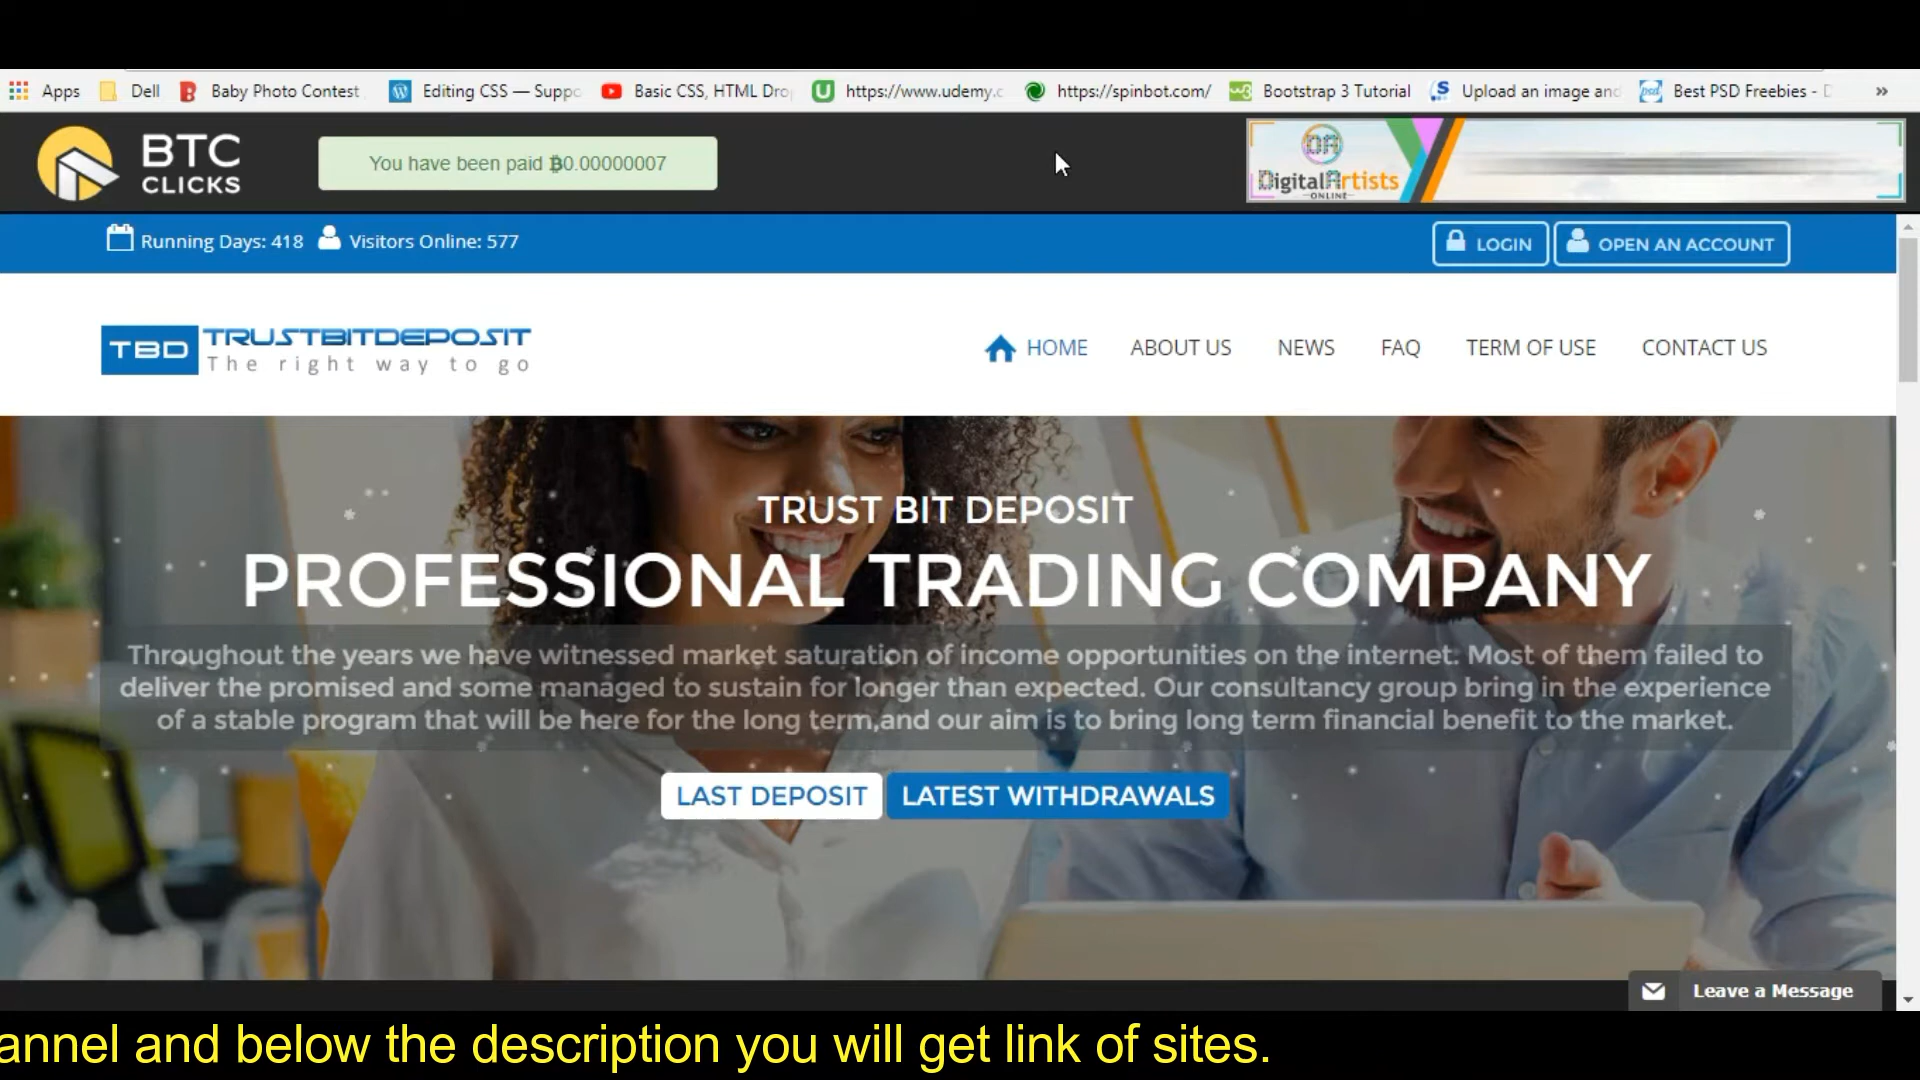 Apps Dell Baby Photo Contest Editing CSS — Suppo Basic CSS, HTML Dro https://www.udemy.c https://spinbot.com/ Bootstrap 3 Tutorial Upload an image and Best PSD Freebies - D »
BTC
CLICKS
You have been paid ₿0.00000007
DA
DigitalArtists
ONLINE
Running Days: 418 Visitors Online: 577
LOGIN OPEN AN ACCOUNT
TBD TRUSTBITDEPOSIT
The right way to go
HOME ABOUT US NEWS FAQ TERM OF USE CONTACT US
TRUST BIT DEPOSIT
PROFESSIONAL TRADING COMPANY
Throughout the years we have witnessed market saturation of income opportunities on the internet. Most of them failed to
deliver the promised and some managed to sustain for longer than expected. Our consultancy group bring in the experience
of a stable program that will be here for the long term,and our aim is to bring long term financial benefit to the market.
LAST DEPOSIT LATEST WITHDRAWALS
Leave a Message
annel and below the description you will get link of sites.